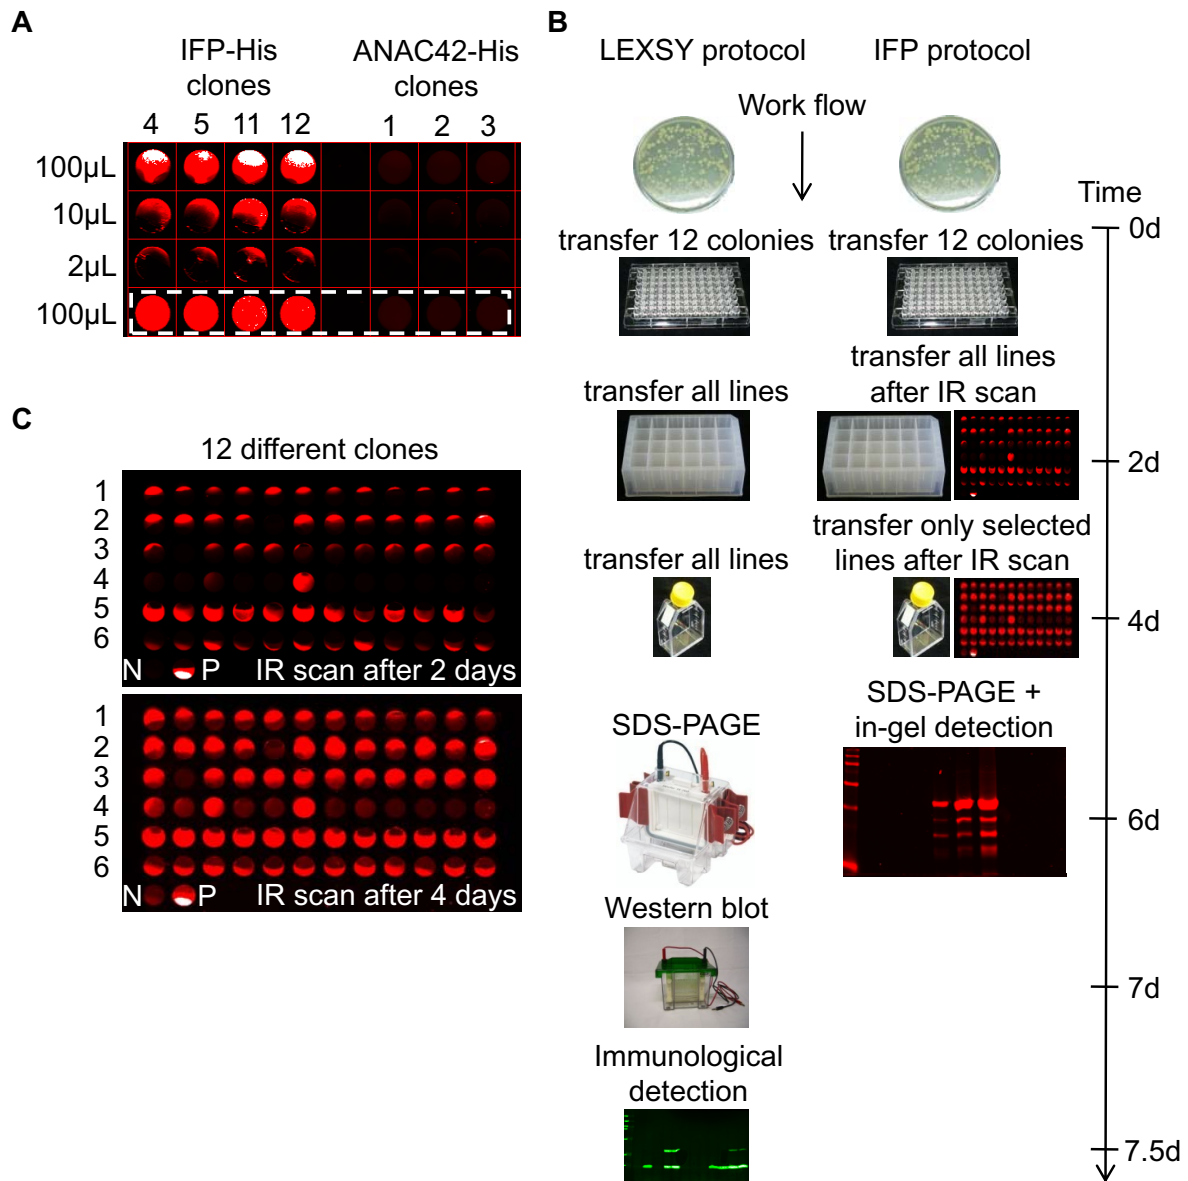 A
IFP-His
clones
ANAC42-His
clones
4 5 11 12 1 2 3
100µL
10µL
2µL
100µL
B
LEXSY protocol
IFP protocol
Work flow
Time
0d
transfer 12 colonies
transfer 12 colonies
transfer all lines
transfer all lines
after IR scan
2d
transfer all lines
transfer only selected
lines after IR scan
4d
SDS-PAGE
SDS-PAGE +
in-gel detection
6d
Western blot
7d
Immunological
detection
7.5d
C
12 different clones
1
2
3
4
5
6
N P IR scan after 2 days
1
2
3
4
5
6
N P IR scan after 4 days